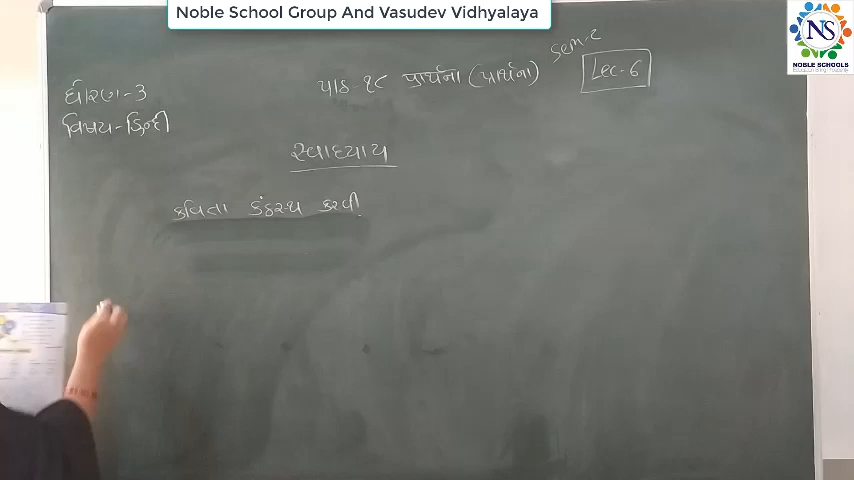 Noble School Group And Vasudev Vidhyalaya
NS
NOBLE SCHOOLS
Sem-2
પાઠ-૧૮ પ્રાર્થના (પ્રાર્થના)
Lec-6
ધોરણ-3
વિષય-હિન્દી
સ્વાધ્યાય
કવિતા કંઠસ્થ કરવી.